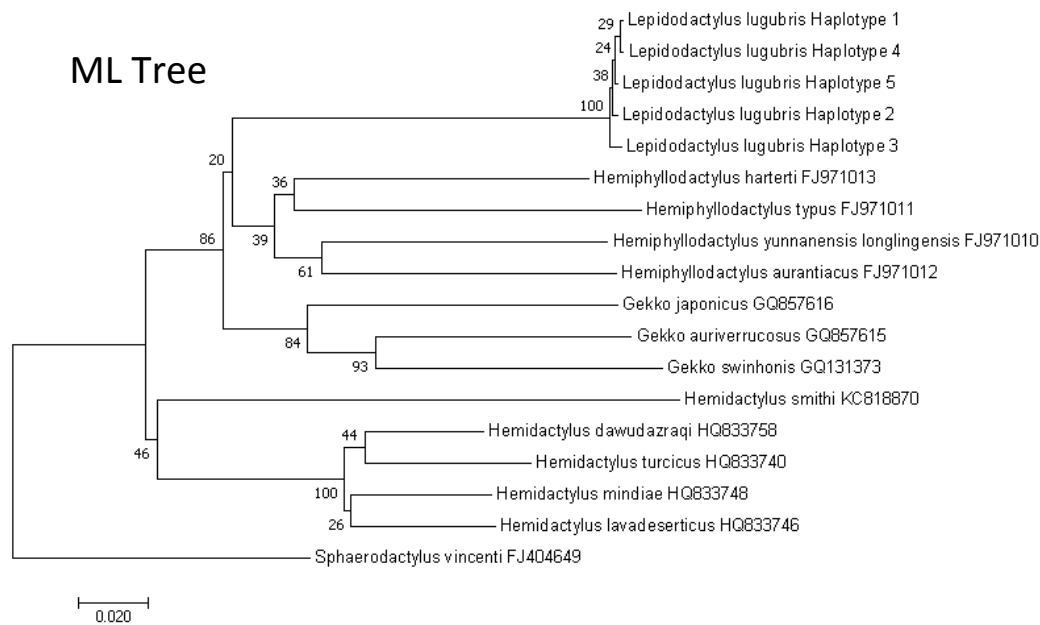 ML Tree
29
Lepidodactylus lugubris Haplotype 1
24
Lepidodactylus lugubris Haplotype 4
38
Lepidodactylus lugubris Haplotype 5
100
Lepidodactylus lugubris Haplotype 2
Lepidodactylus lugubris Haplotype 3
20
36
Hemiphyllodactylus harterti FJ971013
Hemiphyllodactylus typus FJ971011
86
39
Hemiphyllodactylus yunnanensis longlingensis FJ971010
61
Hemiphyllodactylus aurantiacus FJ971012
Gekko japonicus GQ857616
84
Gekko auriverrucosus GQ857615
93
Gekko swinhonis GQ131373
Hemidactylus smithi KC818870
46
44
Hemidactylus dawudazraqi HQ833758
Hemidactylus turcicus HQ833740
100
Hemidactylus mindiae HQ833748
26
Hemidactylus lavadeserticus HQ833746
Sphaerodactylus vincenti FJ404649
0.020